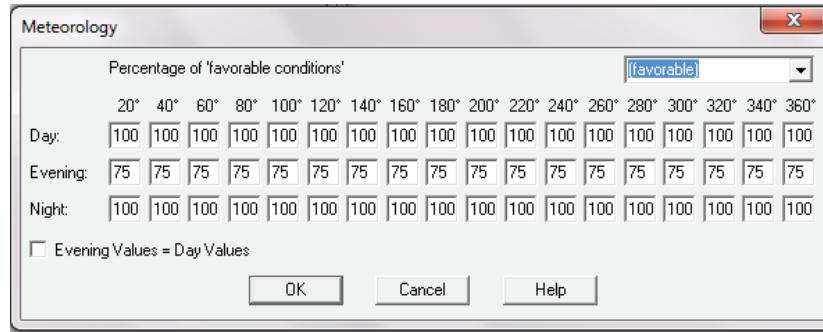 Meteorology
Percentage of 'favorable conditions' (favorable)
20° 40° 60° 80° 100° 120° 140° 160° 180° 200° 220° 240° 260° 280° 300° 320° 340° 360°
Day: 100 100 100 100 100 100 100 100 100 100 100 100 100 100 100 100 100 100
Evening: 75 75 75 75 75 75 75 75 75 75 75 75 75 75 75 75 75 75
Night: 100 100 100 100 100 100 100 100 100 100 100 100 100 100 100 100 100 100
Evening Values = Day Values
OK Cancel Help